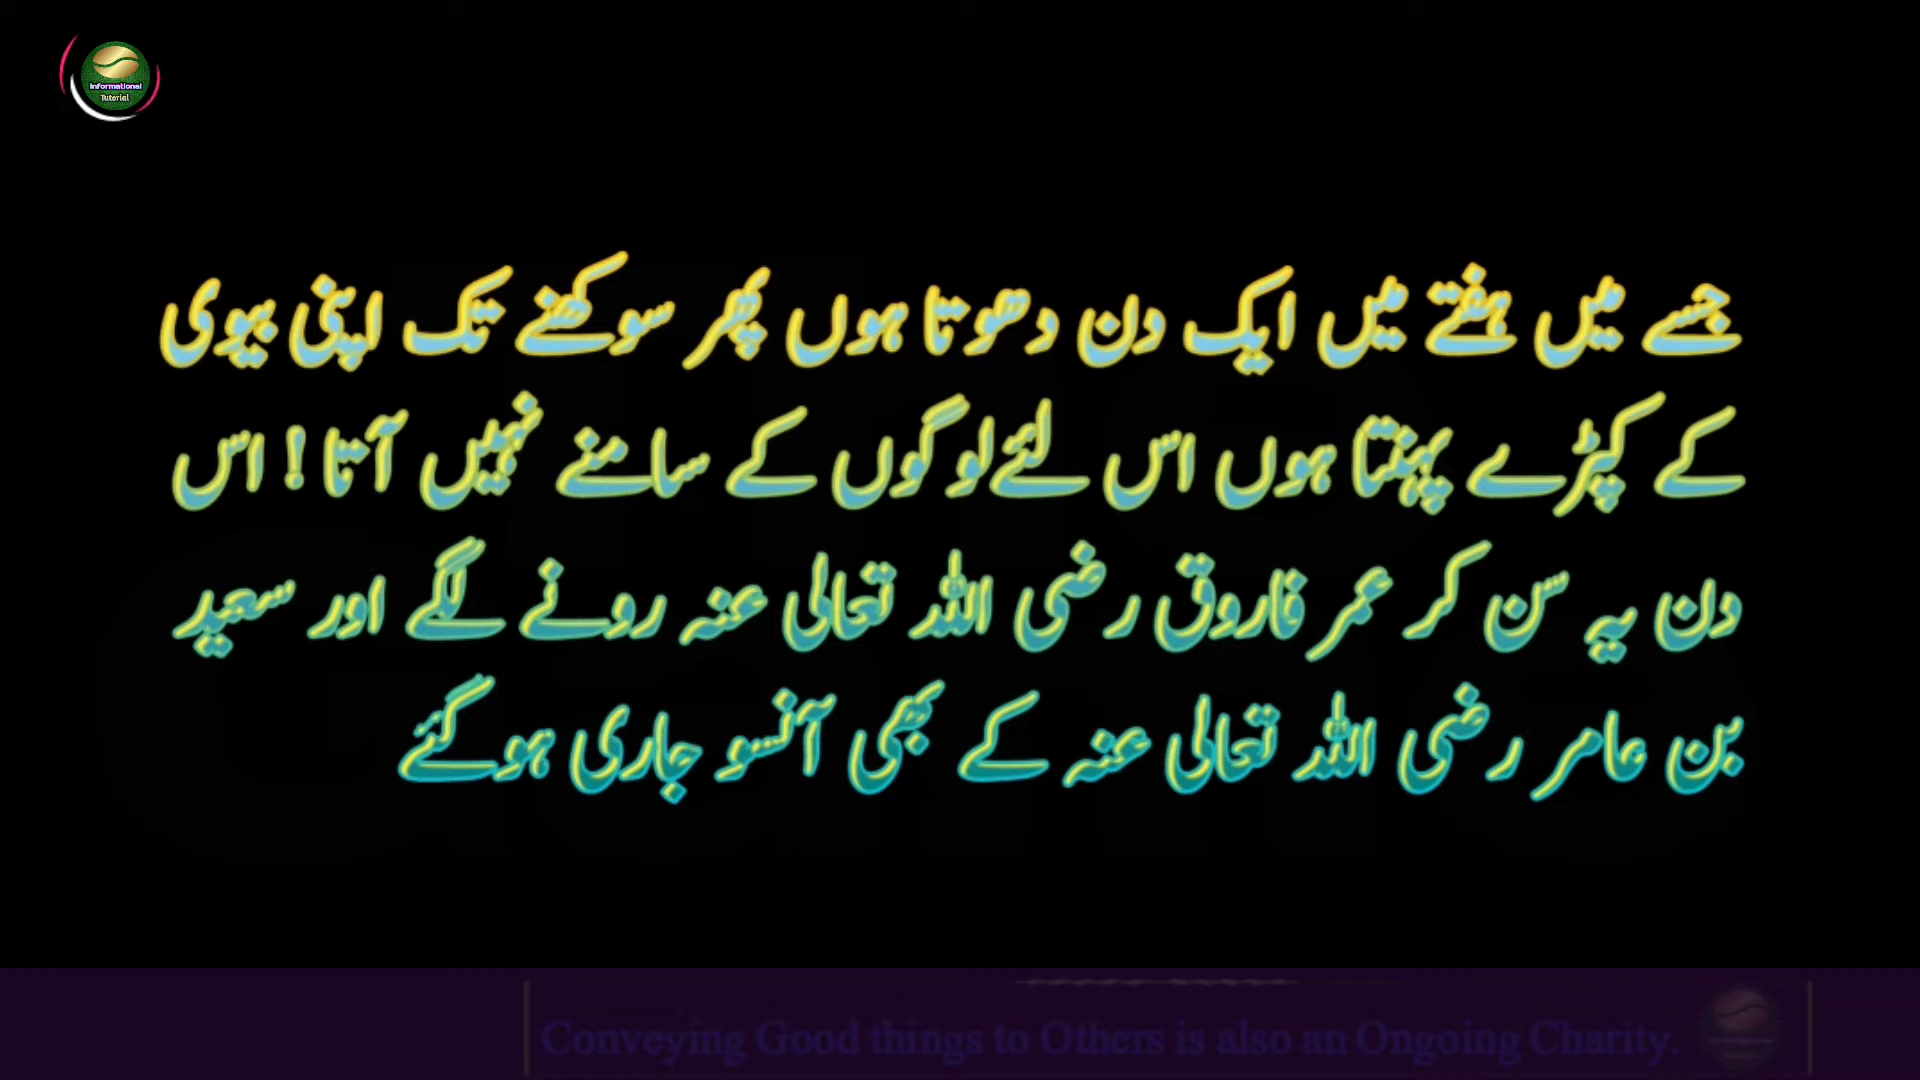 Informational
Tutorial
جسے میں ہفتے میں ایک دن دھوتا ہوں پھر سوکھنے تک اپنی بیوی
کے کپڑے پہنتا ہوں اس لئے لوگوں کے سامنے نہیں آتا ! اس
دن یہ سن کر عمر فاروق رضی اللہ تعالی عنہ رونے لگے اور سعید
بن عامر رضی اللہ تعالی عنہ کے بھی آنسو جاری ہوگئے
Conveying Good things to Others is also an Ongoing Charity.